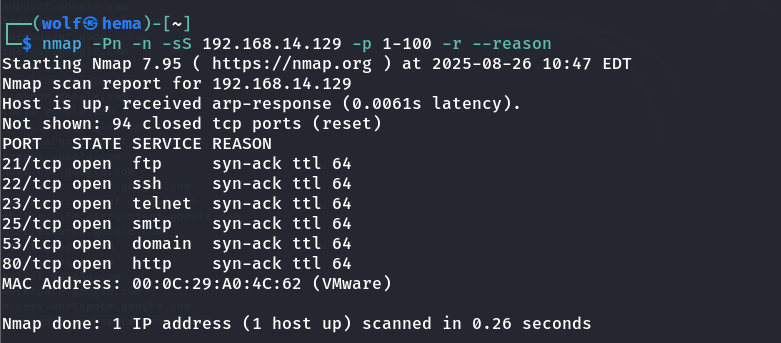 ┌──(wolf㉿hema)-[~]
└─$ nmap -Pn -n -sS 192.168.14.129 -p 1-100 -r --reason
Starting Nmap 7.95 ( https://nmap.org ) at 2025-08-26 10:47 EDT
Nmap scan report for 192.168.14.129
Host is up, received arp-response (0.0061s latency).
Not shown: 94 closed tcp ports (reset)
PORT   STATE SERVICE REASON
21/tcp open  ftp     syn-ack ttl 64
22/tcp open  ssh     syn-ack ttl 64
23/tcp open  telnet  syn-ack ttl 64
25/tcp open  smtp    syn-ack ttl 64
53/tcp open  domain  syn-ack ttl 64
80/tcp open  http    syn-ack ttl 64
MAC Address: 00:0C:29:A0:4C:62 (VMware)
Nmap done: 1 IP address (1 host up) scanned in 0.26 seconds